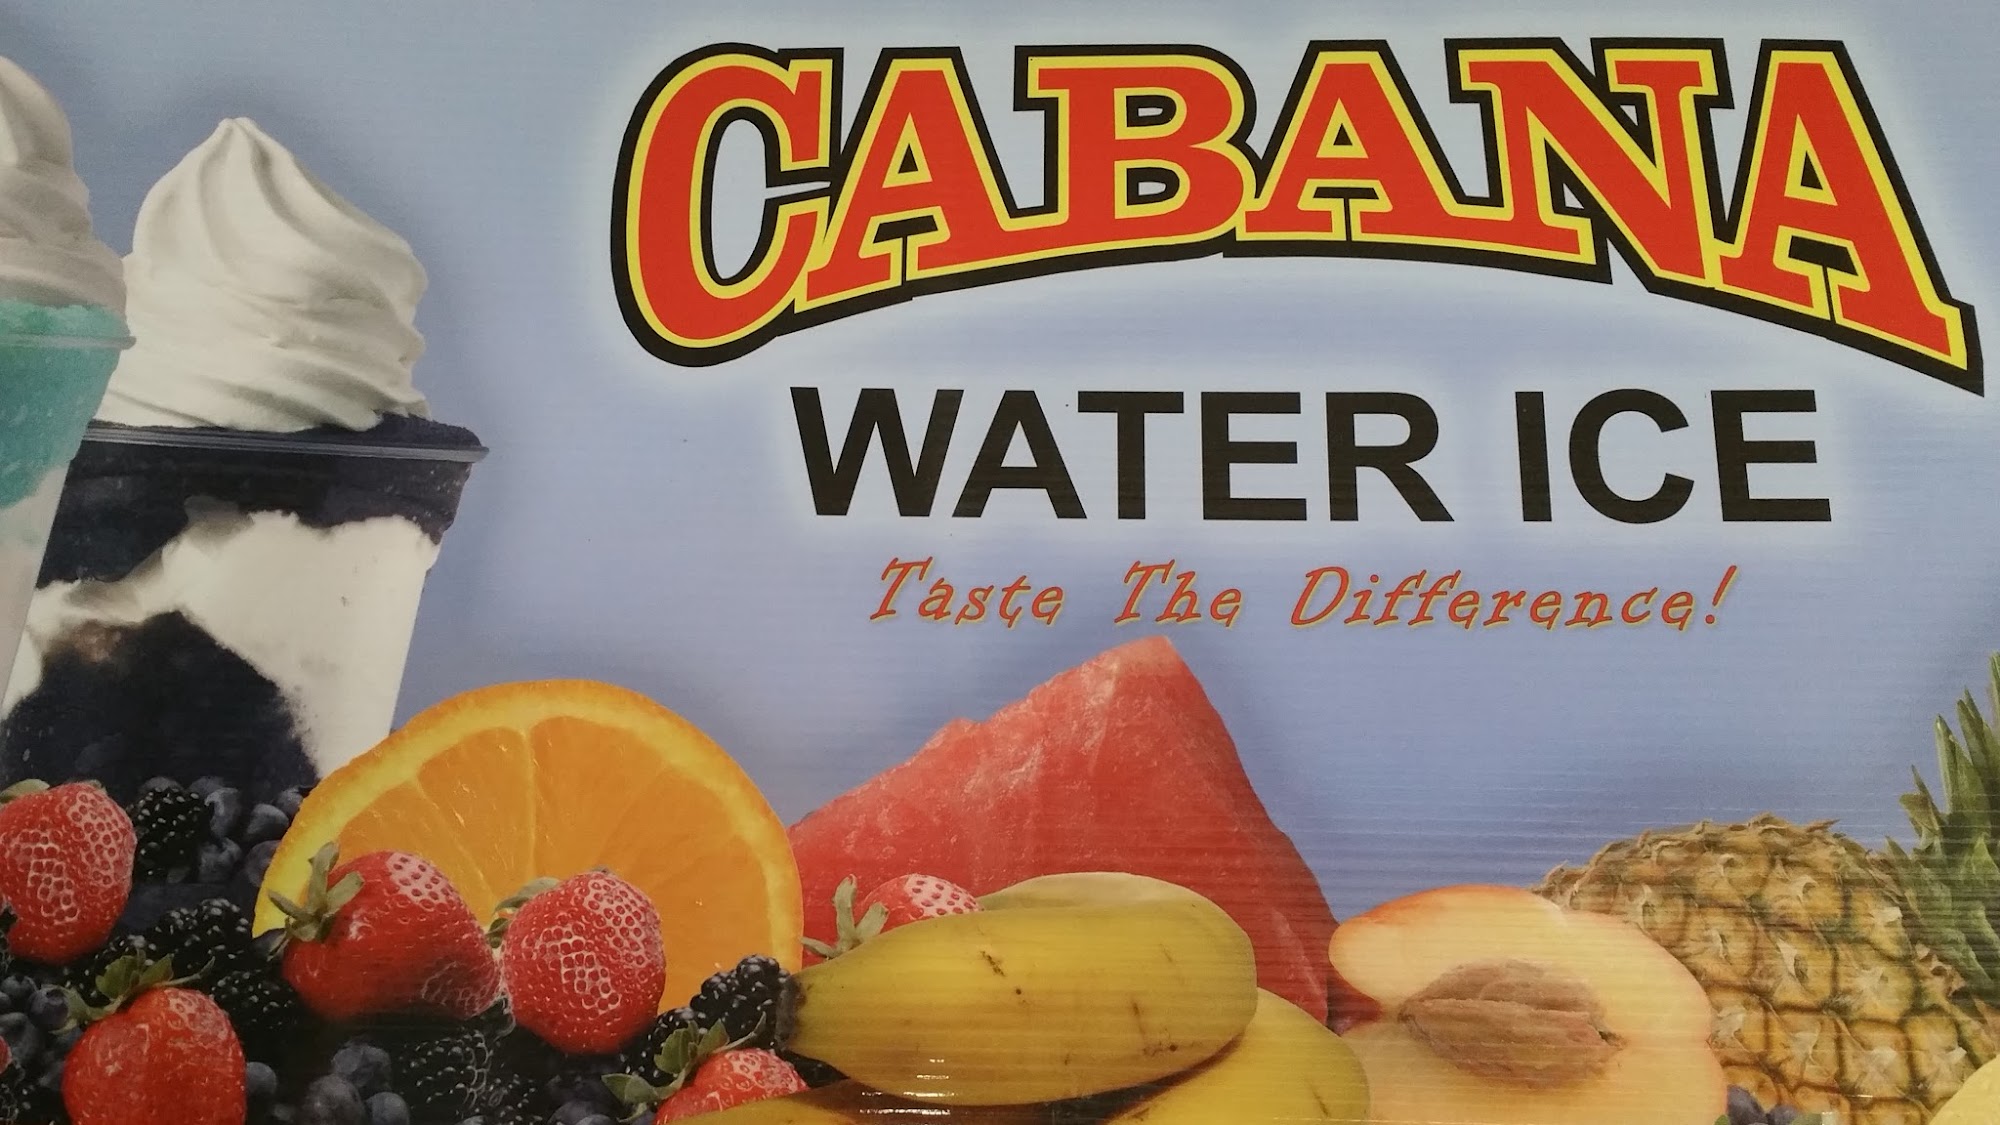 CABANA
WATER ICE
Taste The Difference!